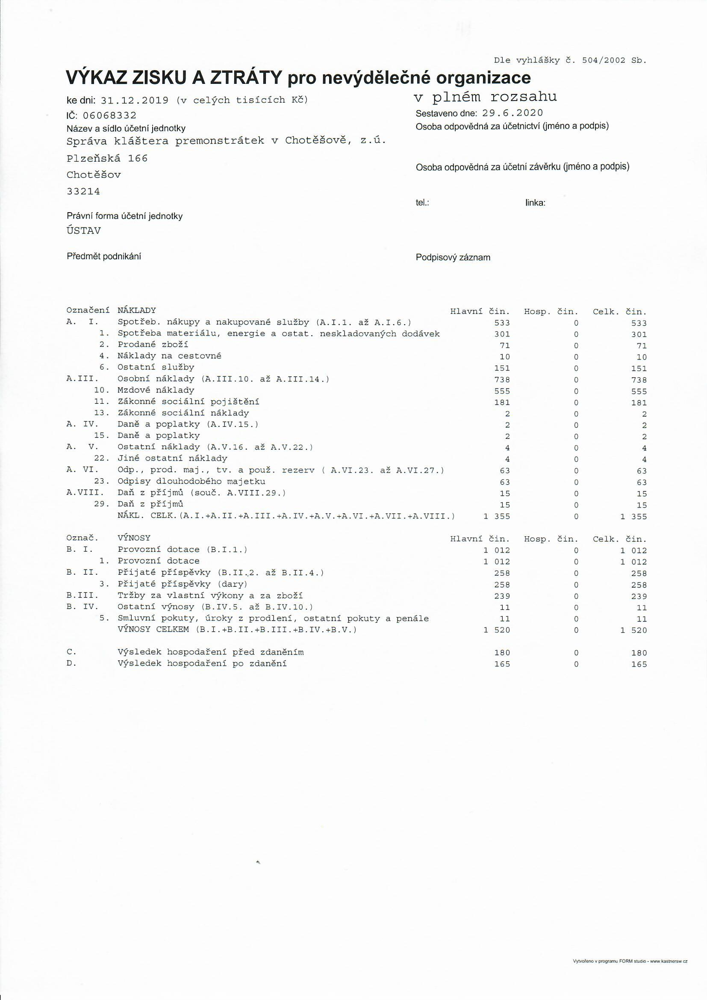 Dle vyhlášky č. 504/2002 Sb.
VÝKAZ ZISKU A ZTRÁTY pro nevýdělečné organizace
ke dni: 31.12.2019 (v celých tisících Kč)
v plném rozsahu
IČ: 06068332
Sestaveno dne: 29.6.2020
Název a sídlo účetní jednotky
Osoba odpovědná za účetnictví (jméno a podpis)
Správa kláštera premonstrátek v Chotěšově, z.ú.
Plzeňská 166
Osoba odpovědná za účetní závěrku (jméno a podpis)
Chotěšov
33214
tel.: linka:
Právní forma účetní jednotky
ÚSTAV
Předmět podnikání
Podpisový záznam
Označení NÁKLADY Hlavní čin. Hosp. čin. Celk. čin.
A. I. Spotřeb. nákupy a nakupované služby (A.I.1. až A.I.6.) 533 0 533
1. Spotřeba materiálu, energie a ostat. neskladovaných dodávek 301 0 301
2. Prodané zboží 71 0 71
4. Náklady na cestovné 10 0 10
6. Ostatní služby 151 0 151
A.III. Osobní náklady (A.III.10. až A.III.14.) 738 0 738
10. Mzdové náklady 555 0 555
11. Zákonné sociální pojištění 181 0 181
13. Zákonné sociální náklady 2 0 2
A. IV. Daně a poplatky (A.IV.15.) 2 0 2
15. Daně a poplatky 2 0 2
A. V. Ostatní náklady (A.V.16. až A.V.22.) 4 0 4
22. Jiné ostatní náklady 4 0 4
A. VI. Odp., prod. maj., tv. a použ. rezerv ( A.VI.23. až A.VI.27.) 63 0 63
23. Odpisy dlouhodobého majetku 63 0 63
A.VIII. Daň z příjmů (souč. A.VIII.29.) 15 0 15
29. Daň z příjmů 15 0 15
NÁKL. CELK.(A.I.+A.II.+A.III.+A.IV.+A.V.+A.VI.+A.VII.+A.VIII.) 1 355 0 1 355
Označ. VÝNOSY Hlavní čin. Hosp. čin. Celk. čin.
B. I. Provozní dotace (B.I.1.) 1 012 0 1 012
1. Provozní dotace 1 012 0 1 012
B. II. Přijaté příspěvky (B.II.2. až B.II.4.) 258 0 258
3. Přijaté příspěvky (dary) 258 0 258
B.III. Tržby za vlastní výkony a za zboží 239 0 239
B. IV. Ostatní výnosy (B.IV.5. až B.IV.10.) 11 0 11
5. Smluvní pokuty, úroky z prodlení, ostatní pokuty a penále 11 0 11
VÝNOSY CELKEM (B.I.+B.II.+B.III.+B.IV.+B.V.) 1 520 0 1 520
C. Výsledek hospodaření před zdaněním 180 0 180
D. Výsledek hospodaření po zdanění 165 0 165
Vytvořeno v programu FORM studio - www.kastnersw cz